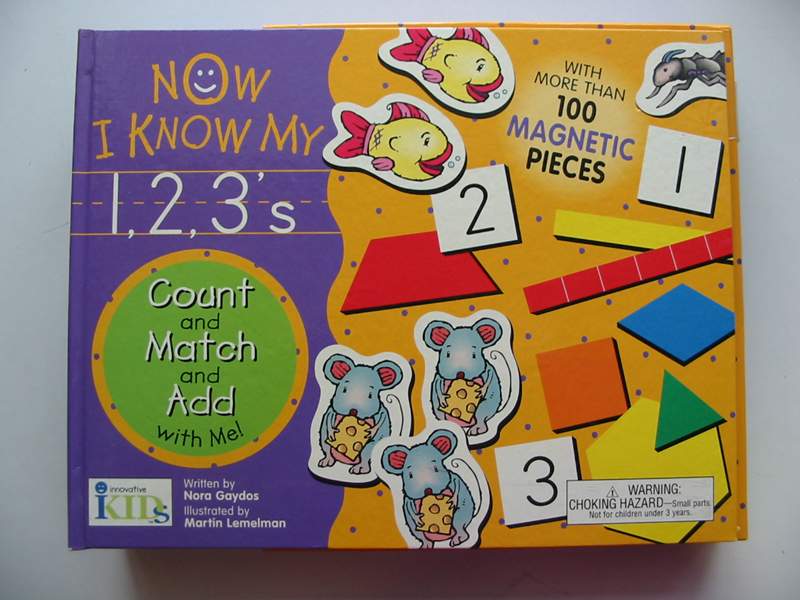 NOW
I KNOW MY
1,2,3's
Count
and
Match
and
Add
with Me!
innovative
iKIDS
Written by
Nora Gaydos
Illustrated by
Martin Lemelman
WITH
MORE THAN
100
MAGNETIC
PIECES
1
2
3
WARNING:
CHOKING HAZARD—Small parts.
Not for children under 3 years.